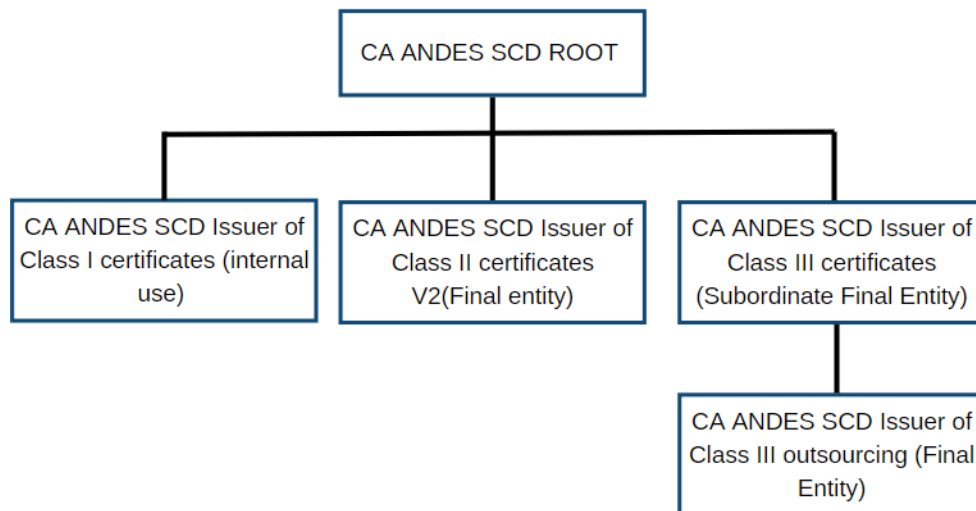 CA ANDES SCD ROOT
CA ANDES SCD Issuer of
Class I certificates (internal
use)
CA ANDES SCD Issuer of
Class II certificates
V2(Final entity)
CA ANDES SCD Issuer of
Class III certificates
(Subordinate Final Entity)
CA ANDES SCD Issuer of
Class III outsourcing (Final
Entity)